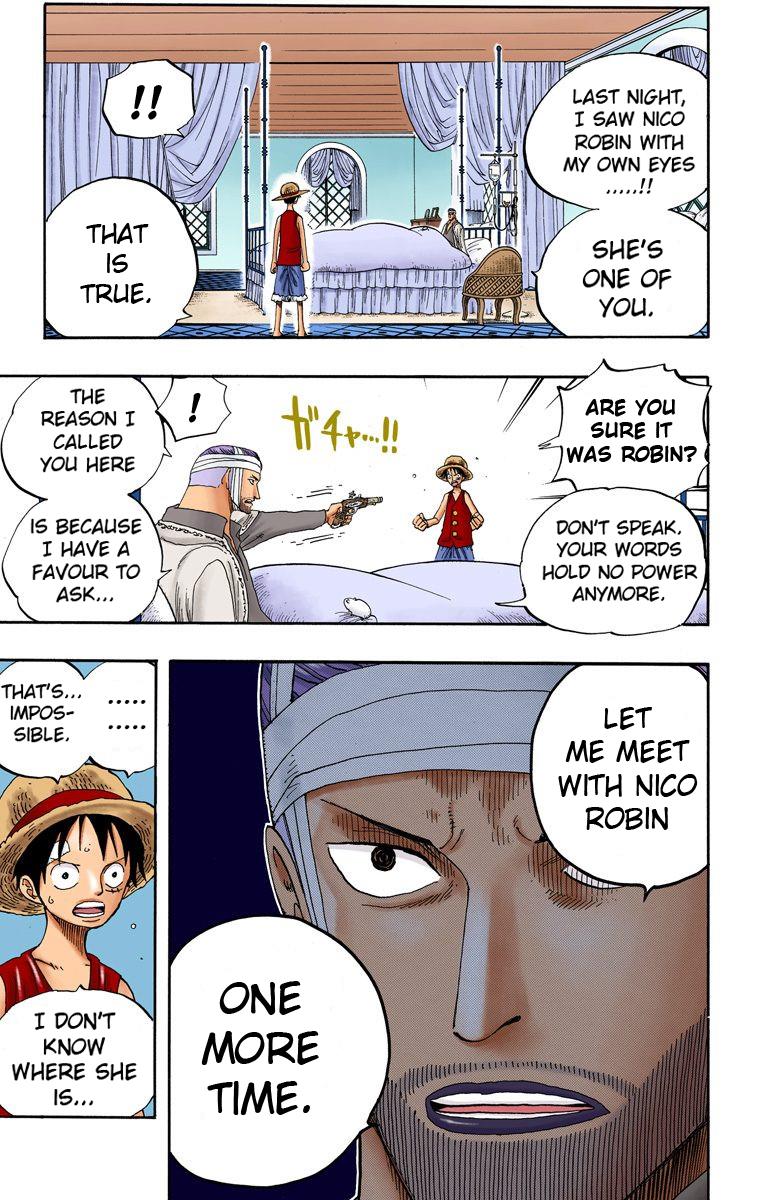 LAST NIGHT,
I SAW NICO
ROBIN WITH
MY OWN EYES
.....!!
SHE'S
ONE OF
YOU.
!!
THAT
IS
TRUE.
ARE YOU
SURE IT
WAS ROBIN?
DON'T SPEAK.
YOUR WORDS
HOLD NO POWER
ANYMORE.
ガチャ...!!
!
THE
REASON I
CALLED
YOU HERE
IS BECAUSE
I HAVE A
FAVOUR TO
ASK...
LET
ME MEET
WITH NICO
ROBIN
ONE
MORE
TIME.
.....
.....
THAT'S...
IMPOS-
SIBLE.
I DON'T
KNOW
WHERE SHE
IS...